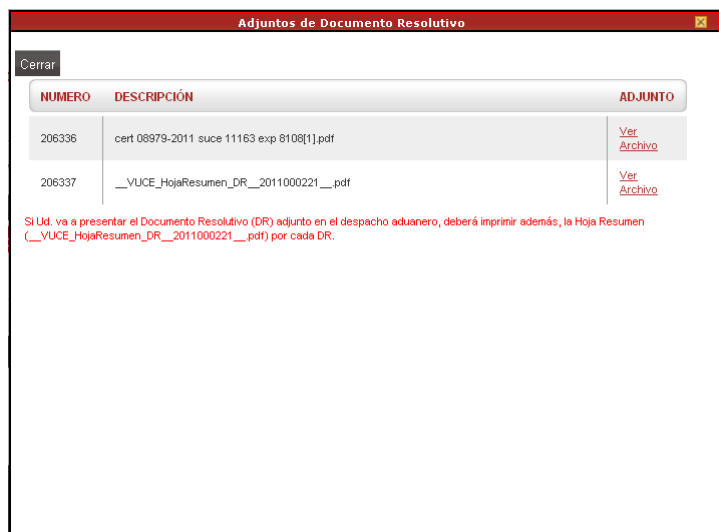 Adjuntos de Documento Resolutivo
Cerrar
NUMERO DESCRIPCIÓN ADJUNTO
206336 cert 08979-2011 suce 11163 exp 8108[1].pdf Ver
Archivo
206337 __VUCE_HojaResumen_DR__2011000221__.pdf Ver
Archivo
Si Ud. va a presentar el Documento Resolutivo (DR) adjunto en el despacho aduanero, deberá imprimir además, la Hoja Resumen
(__VUCE_HojaResumen_DR__2011000221__.pdf) por cada DR.